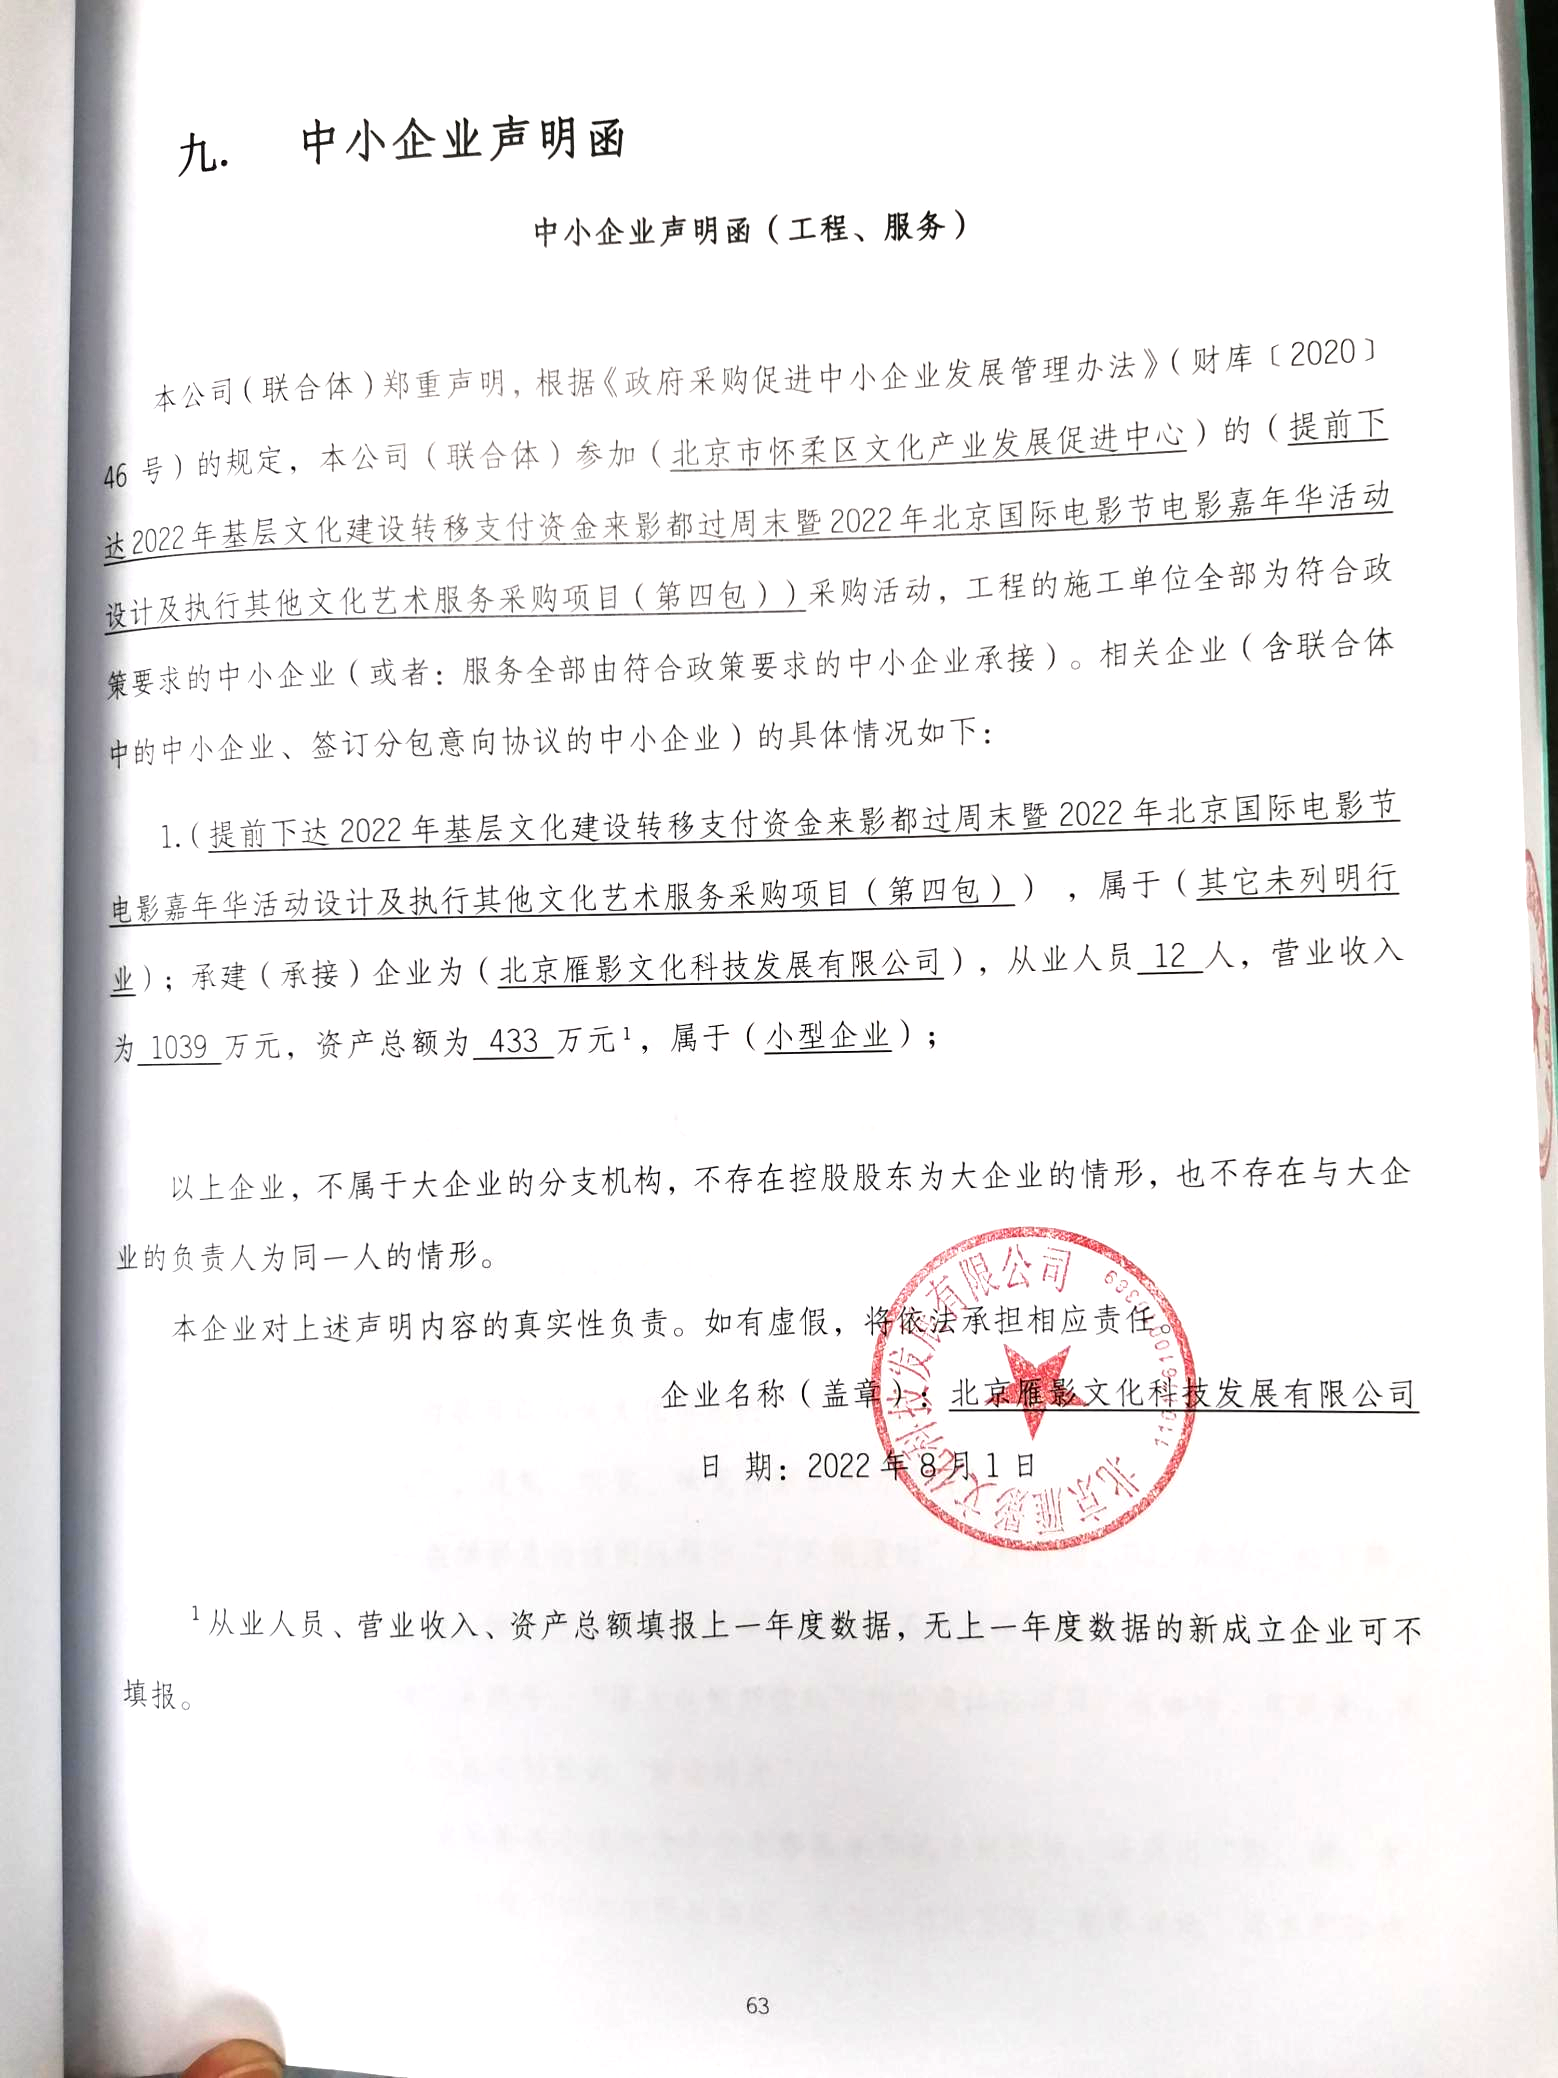 九. 中小企业声明函
中小企业声明函（工程、服务）
本公司（联合体）郑重声明，根据《政府采购促进中小企业发展管理办法》（财库〔2020〕
46 号）的规定，本公司（联合体）参加（北京市怀柔区文化产业发展促进中心）的（提前下
达2022年基层文化建设转移支付资金来影都过周末暨2022年北京国际电影节电影嘉年华活动
设计及执行其他文化艺术服务采购项目（第四包））采购活动，工程的施工单位全部为符合政
策要求的中小企业（或者：服务全部由符合政策要求的中小企业承接）。相关企业（含联合体
中的中小企业、签订分包意向协议的中小企业）的具体情况如下：
1.（提前下达 2022 年基层文化建设转移支付资金来影都过周末暨 2022 年北京国际电影节
电影嘉年华活动设计及执行其他文化艺术服务采购项目（第四包）），属于（其它未列明行
业）；承建（承接）企业为（北京雁影文化科技发展有限公司），从业人员 12 人，营业收入
为 1039 万元，资产总额为 433 万元¹，属于（小型企业）；
以上企业，不属于大企业的分支机构，不存在控股股东为大企业的情形，也不存在与大企
业的负责人为同一人的情形。
本企业对上述声明内容的真实性负责。如有虚假，将依法承担相应责任。
企业名称（盖章）：北京雁影文化科技发展有限公司
日 期：2022 年 8 月 1 日
北京雁影文化科技发展有限公司
¹ 从业人员、营业收入、资产总额填报上一年度数据，无上一年度数据的新成立企业可不
填报。
63